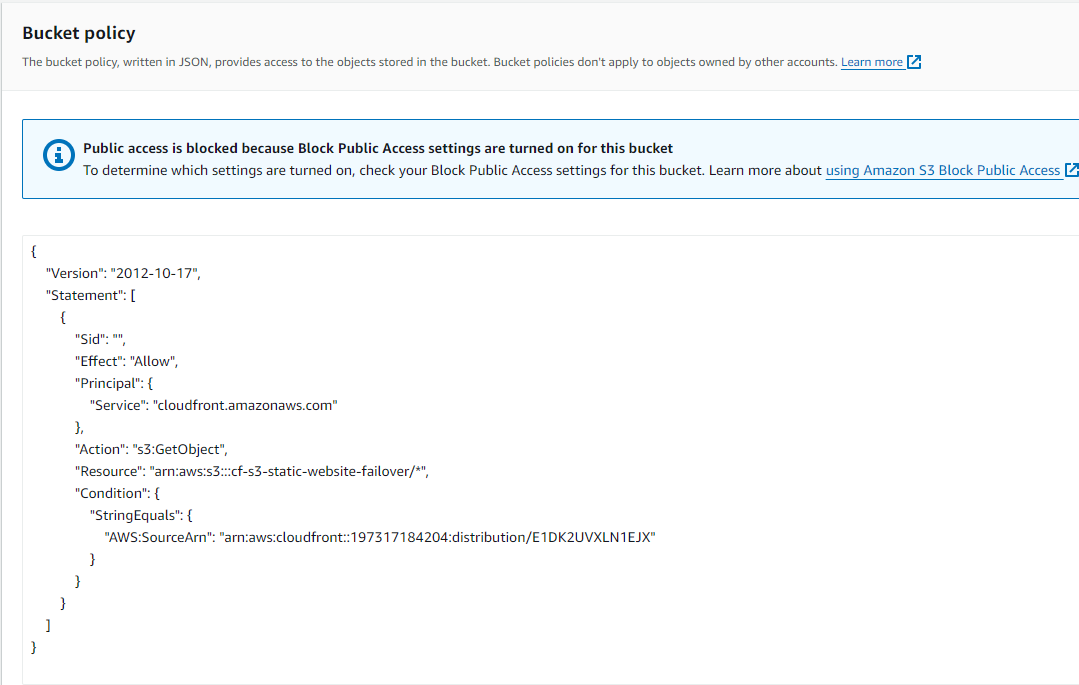 Bucket policy
The bucket policy, written in JSON, provides access to the objects stored in the bucket. Bucket policies don't apply to objects owned by other accounts. Learn more
Public access is blocked because Block Public Access settings are turned on for this bucket
To determine which settings are turned on, check your Block Public Access settings for this bucket. Learn more about using Amazon S3 Block Public Access
{
"Version": "2012-10-17",
"Statement": [
{
"Sid": "",
"Effect": "Allow",
"Principal": {
"Service": "cloudfront.amazonaws.com"
},
"Action": "s3:GetObject",
"Resource": "arn:aws:s3:::cf-s3-static-website-failover/*",
"Condition": {
"StringEquals": {
"AWS:SourceArn": "arn:aws:cloudfront::197317184204:distribution/E1DK2UVXLN1EJX"
}
}
}
]
}